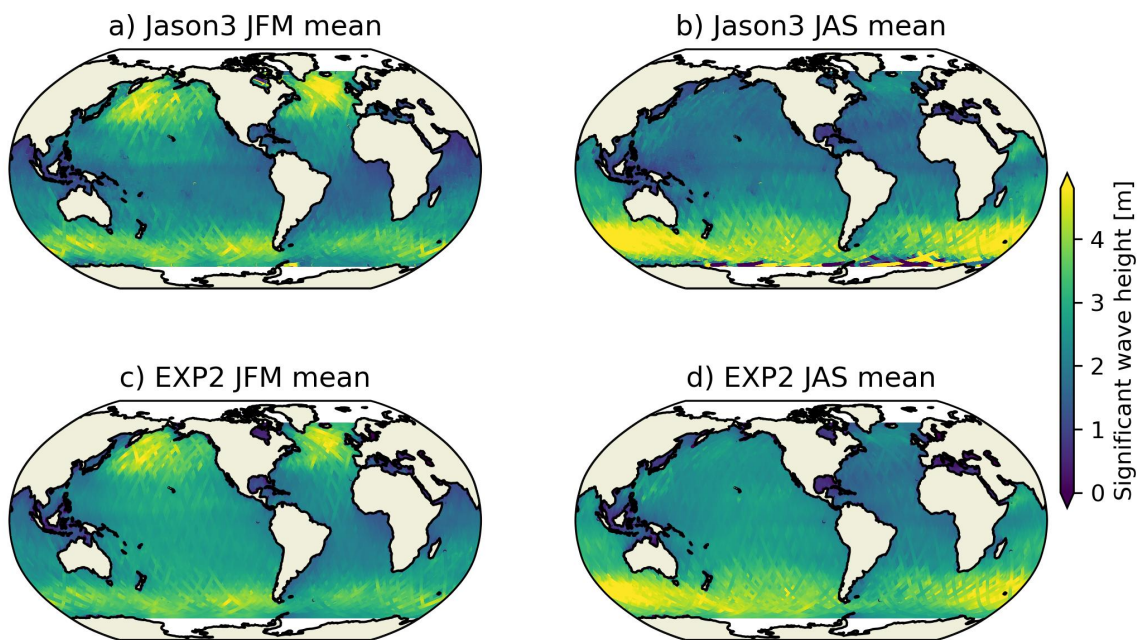 a) Jason3 JFM mean
b) Jason3 JAS mean
c) EXP2 JFM mean
d) EXP2 JAS mean
4
3
2
1
0
Significant wave height [m]